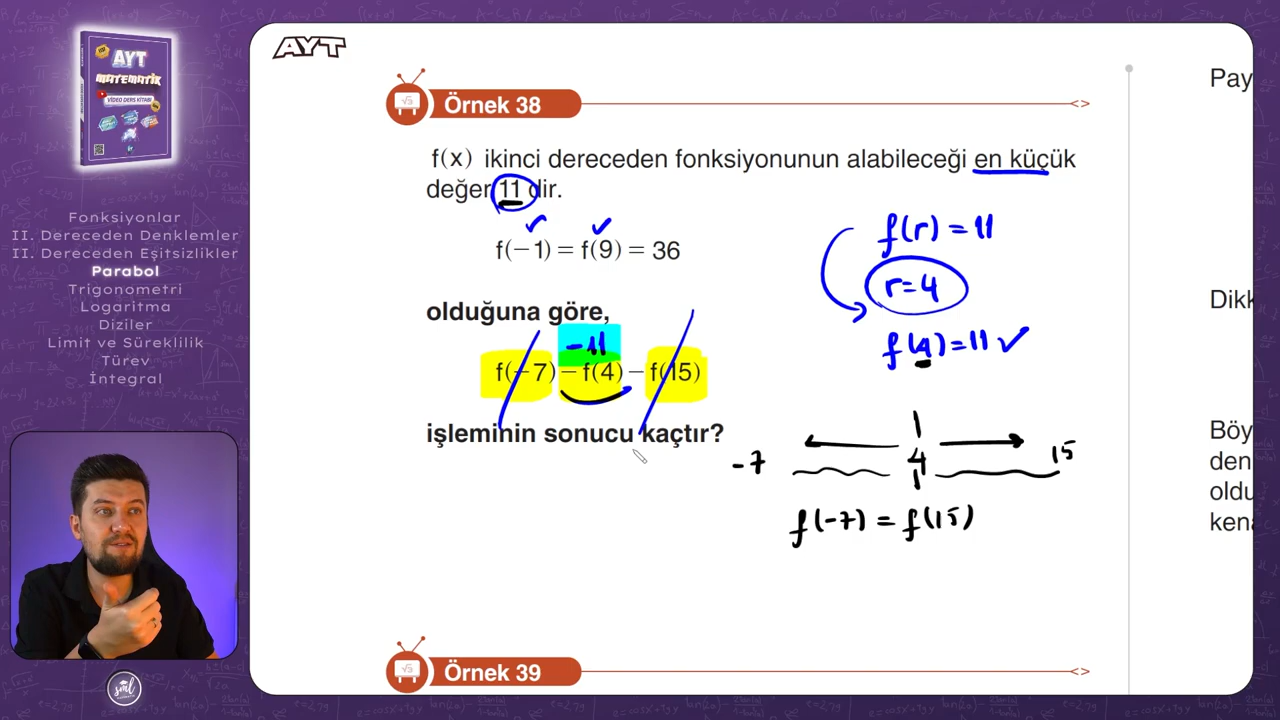 AYT
MATEMATİK
VİDEO DERS KİTABI
Fonksiyonlar
II. Dereceden Denklemler
II. Dereceden Eşitsizlikler
Parabol
Trigonometri
Logaritma
Diziler
Limit ve Süreklilik
Türev
İntegral
sml
AYT
√5 Örnek 38
f(x) ikinci dereceden fonksiyonunun alabileceği en küçük
değer 11 dir.
f(−1) = f(9) = 36
olduğuna göre,
−11
f(−7) − f(4) − f(15)
işleminin sonucu kaçtır?
f(r) = 11
r = 4
f(4) = 11 ✓
−7 4 15
f(−7) = f(15)
√5 Örnek 39
Pay
Dikk
Böy
den
oldu
kena